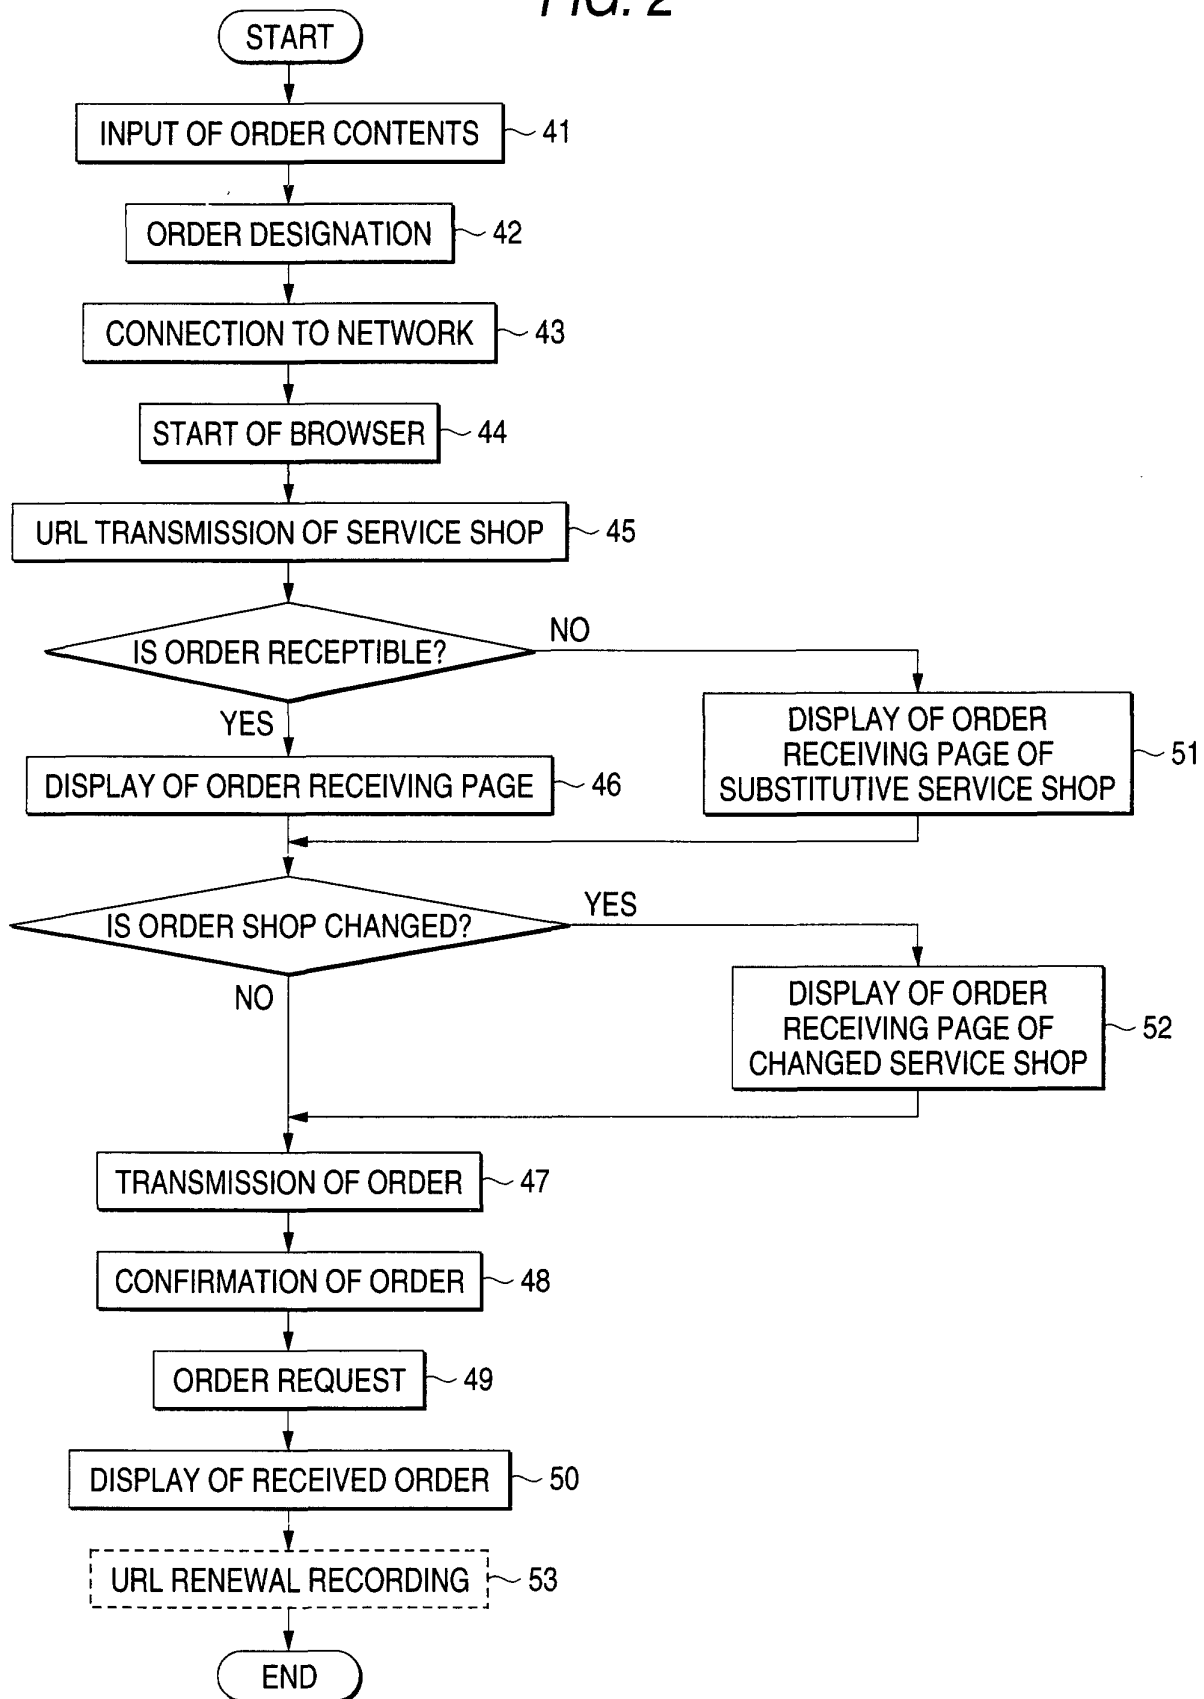 FIG. 2
START
INPUT OF ORDER CONTENTS 41
ORDER DESIGNATION 42
CONNECTION TO NETWORK 43
START OF BROWSER 44
URL TRANSMISSION OF SERVICE SHOP 45
IS ORDER RECEPTIBLE?
NO
YES
DISPLAY OF ORDER
RECEIVING PAGE OF
SUBSTITUTIVE SERVICE SHOP
51
DISPLAY OF ORDER RECEIVING PAGE 46
IS ORDER SHOP CHANGED?
YES
NO
DISPLAY OF ORDER
RECEIVING PAGE OF
CHANGED SERVICE SHOP
52
TRANSMISSION OF ORDER 47
CONFIRMATION OF ORDER 48
ORDER REQUEST 49
DISPLAY OF RECEIVED ORDER 50
URL RENEWAL RECORDING 53
END